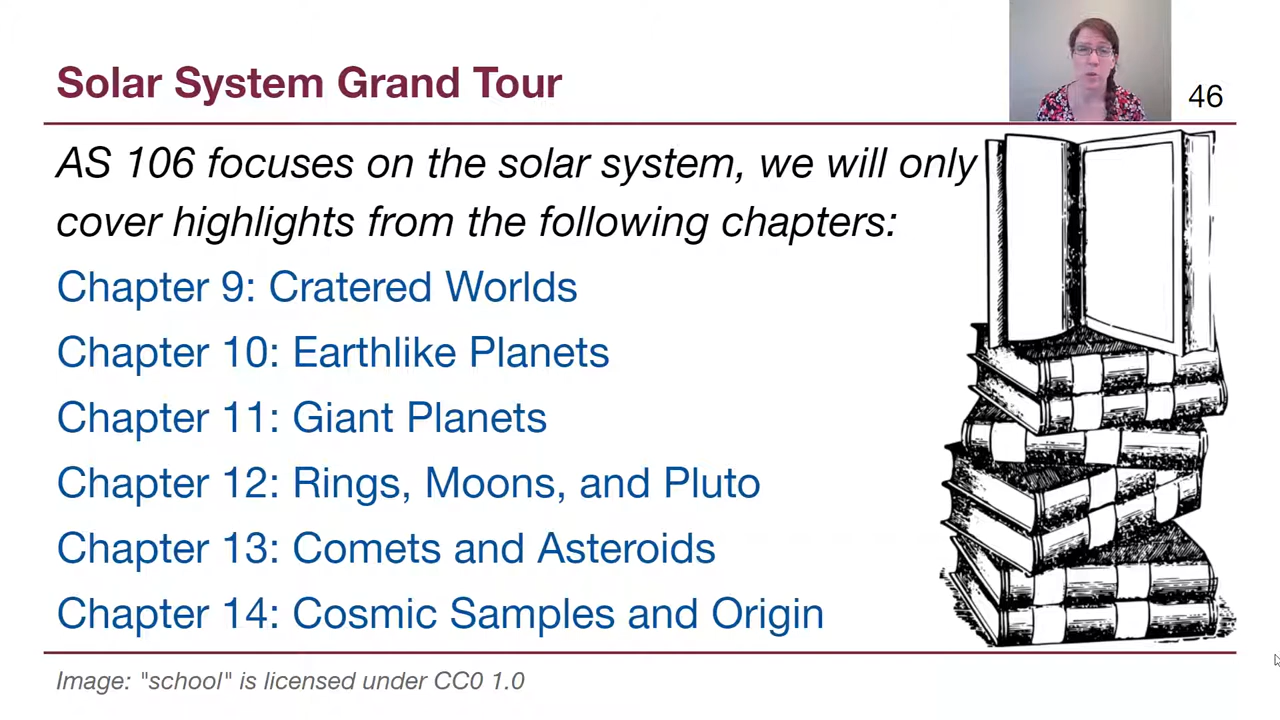 Solar System Grand Tour
46
AS 106 focuses on the solar system, we will only
cover highlights from the following chapters:
Chapter 9: Cratered Worlds
Chapter 10: Earthlike Planets
Chapter 11: Giant Planets
Chapter 12: Rings, Moons, and Pluto
Chapter 13: Comets and Asteroids
Chapter 14: Cosmic Samples and Origin
Image: "school" is licensed under CC0 1.0